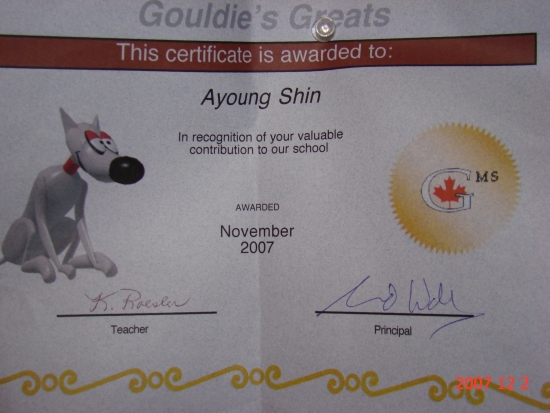 Gouldie's Greats
This certificate is awarded to:
Ayoung Shin
In recognition of your valuable
contribution to our school
AWARDED
November
2007
G MS
Teacher
Principal
2007 12 2